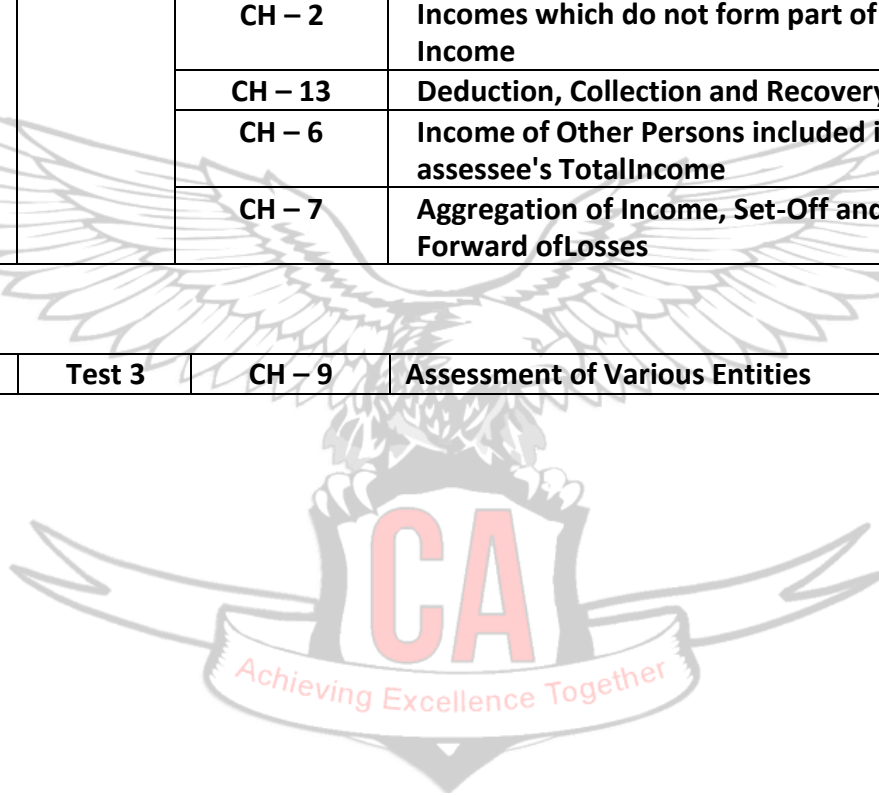 CH – 2 Incomes which do not form part of
Income
CH – 13 Deduction, Collection and Recovery
CH – 6 Income of Other Persons included i
assessee's TotalIncome
CH – 7 Aggregation of Income, Set-Off and
Forward ofLosses
Test 3 CH – 9 Assessment of Various Entities
CA
Achieving Excellence Together